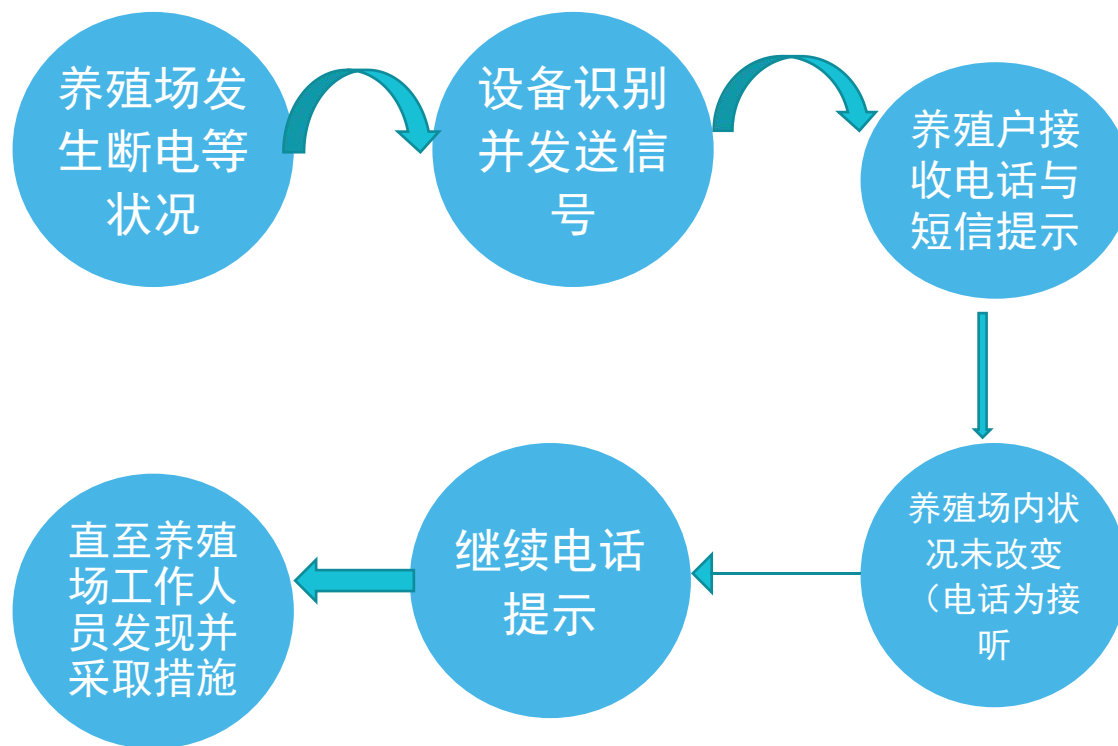 养殖场发
生断电等
状况
设备识别
并发送信
号
养殖户接
收电话与
短信提示
养殖场内状
况未改变
（电话为接
听
继续电话
提示
直至养殖
场工作人
员发现并
采取措施